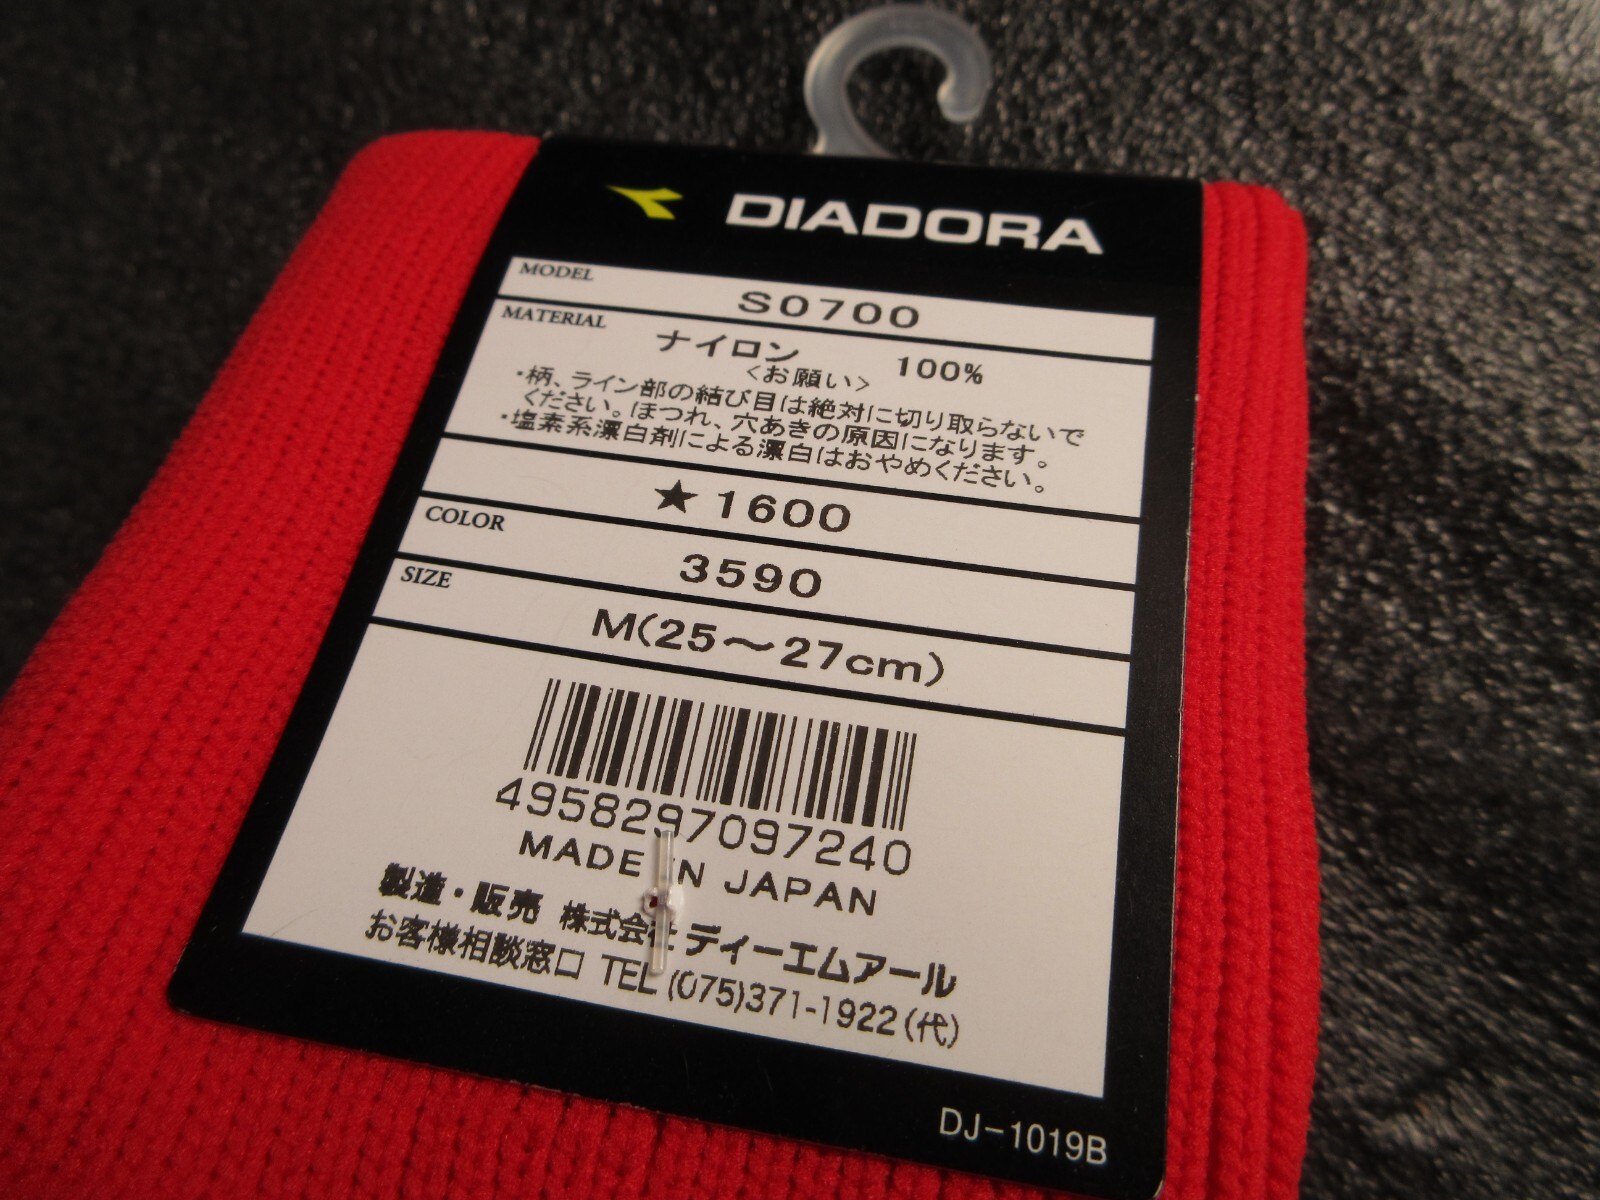 DIADORA
MODEL
S0700
MATERIAL
ナイロン 100%
<お願い>
・柄、ライン部の結び目は絶対に切り取らないで
ください。ほつれ、穴あきの原因になります。
・塩素系漂白剤による漂白はおやめください。
★1600
COLOR
3590
SIZE
M(25～27cm)
4958297097240
MADE IN JAPAN
製造・販売 株式会社 ディーエムアール
お客様相談窓口 TEL (075)371-1922(代)
DJ-1019B